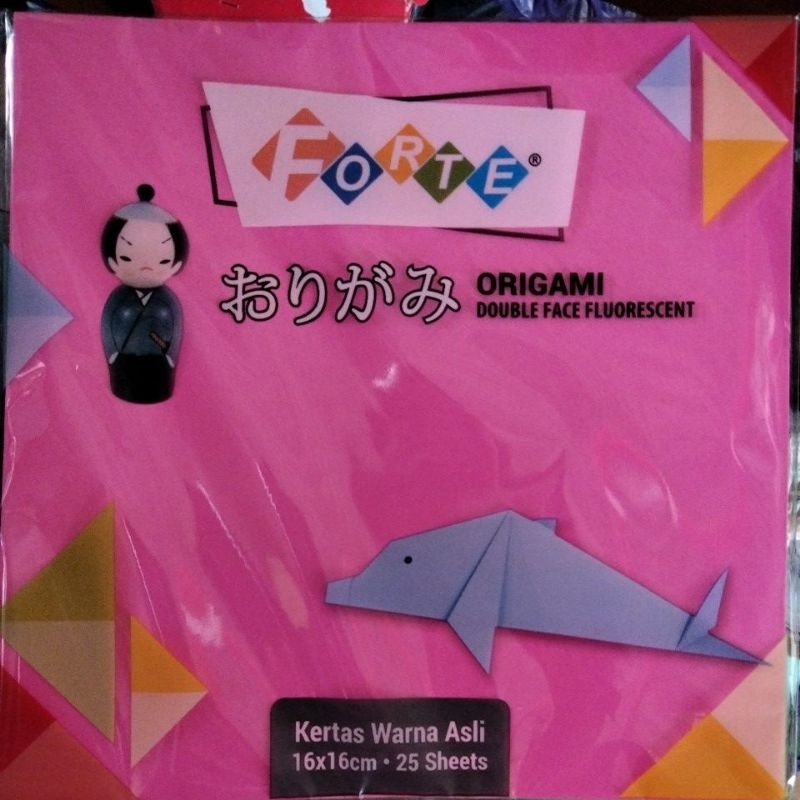 FORTE®
おりがみ
ORIGAMI
DOUBLE FACE FLUORESCENT
Kertas Warna Asli
16x16cm • 25 Sheets